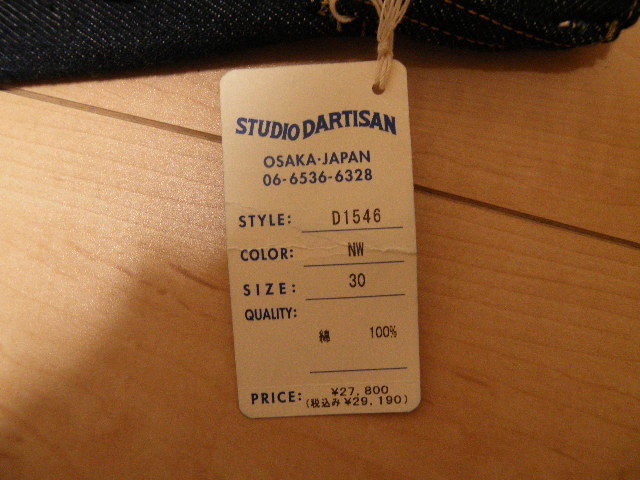 STUDIO DARTISAN
OSAKA-JAPAN
06-6536-6328
STYLE: D1546
COLOR: NW
SIZE: 30
QUALITY:
綿 100%
PRICE: ¥27,800
(税込み ¥29,190)